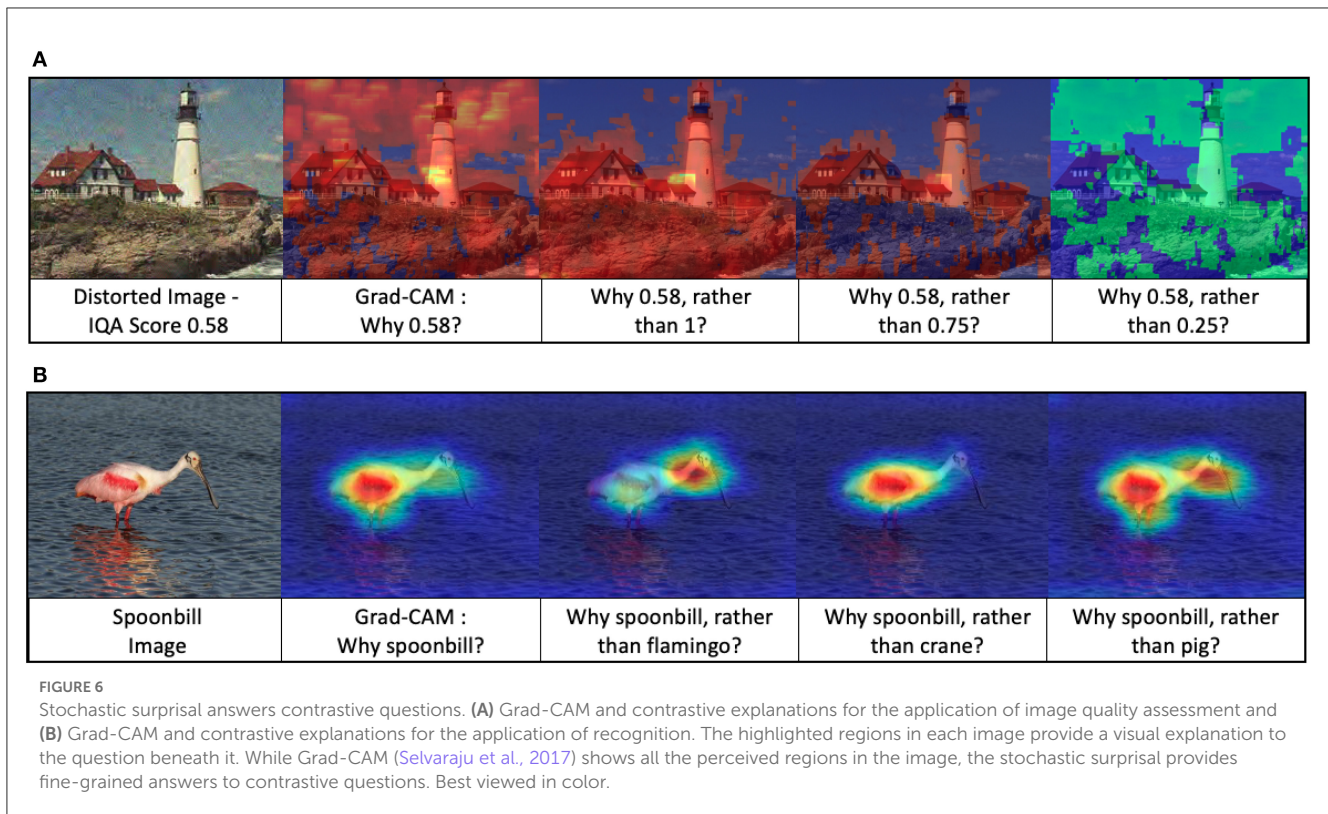 A
Distorted Image -
IQA Score 0.58
Grad-CAM :
Why 0.58?
Why 0.58, rather
than 1?
Why 0.58, rather
than 0.75?
Why 0.58, rather
than 0.25?
B
Spoonbill
Image
Grad-CAM :
Why spoonbill?
Why spoonbill, rather
than flamingo?
Why spoonbill, rather
than crane?
Why spoonbill, rather
than pig?
FIGURE 6
Stochastic surprisal answers contrastive questions. (A) Grad-CAM and contrastive explanations for the application of image quality assessment and
(B) Grad-CAM and contrastive explanations for the application of recognition. The highlighted regions in each image provide a visual explanation to
the question beneath it. While Grad-CAM (Selvaraju et al., 2017) shows all the perceived regions in the image, the stochastic surprisal provides
fine-grained answers to contrastive questions. Best viewed in color.